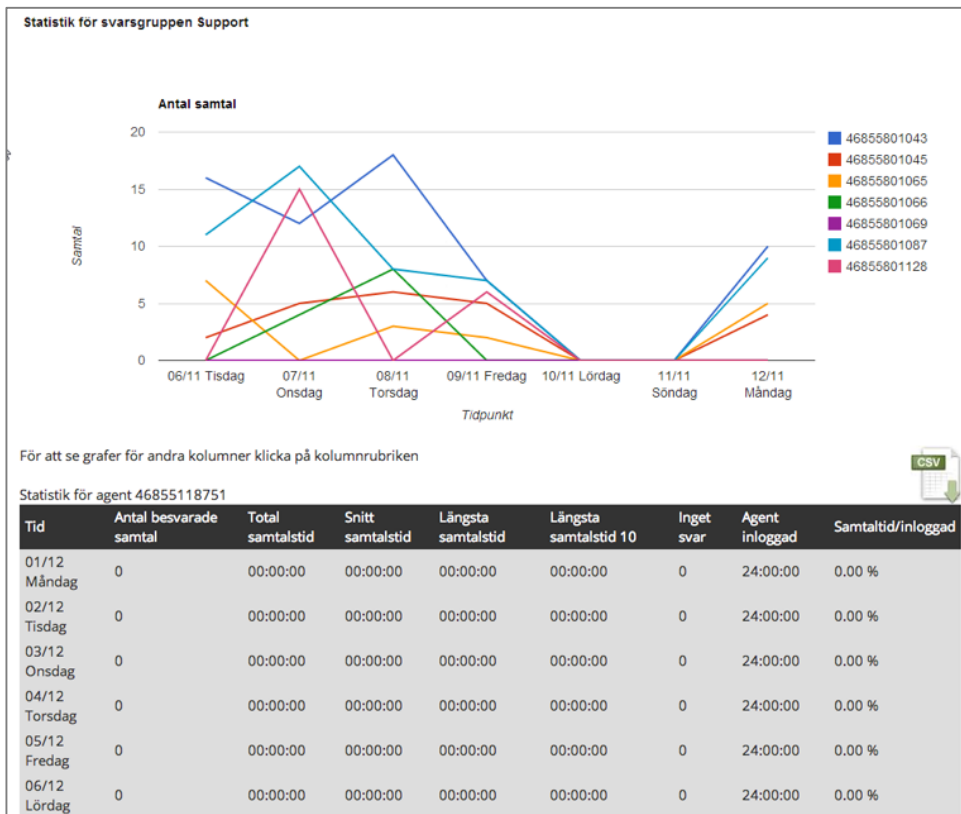 Statistik för svarsgruppen Support
Antal samtal
20
15
10
5
0
Samtal
06/11 Tisdag
07/11
Onsdag
08/11
Torsdag
09/11 Fredag
10/11 Lördag
11/11
Söndag
12/11
Måndag
Tidpunkt
46855801043
46855801045
46855801065
46855801066
46855801069
46855801087
46855801128
För att se grafer för andra kolumner klicka på kolumnrubriken
CSV
Statistik för agent 46855118751
Tid Antal besvarade samtal Total samtalstid Snitt samtalstid Längsta samtalstid Längsta samtalstid 10 Inget svar Agent inloggad Samtaltid/inloggad
01/12 Måndag 0 00:00:00 00:00:00 00:00:00 00:00:00 0 24:00:00 0.00 %
02/12 Tisdag 0 00:00:00 00:00:00 00:00:00 00:00:00 0 24:00:00 0.00 %
03/12 Onsdag 0 00:00:00 00:00:00 00:00:00 00:00:00 0 24:00:00 0.00 %
04/12 Torsdag 0 00:00:00 00:00:00 00:00:00 00:00:00 0 24:00:00 0.00 %
05/12 Fredag 0 00:00:00 00:00:00 00:00:00 00:00:00 0 24:00:00 0.00 %
06/12 Lördag 0 00:00:00 00:00:00 00:00:00 00:00:00 0 24:00:00 0.00 %